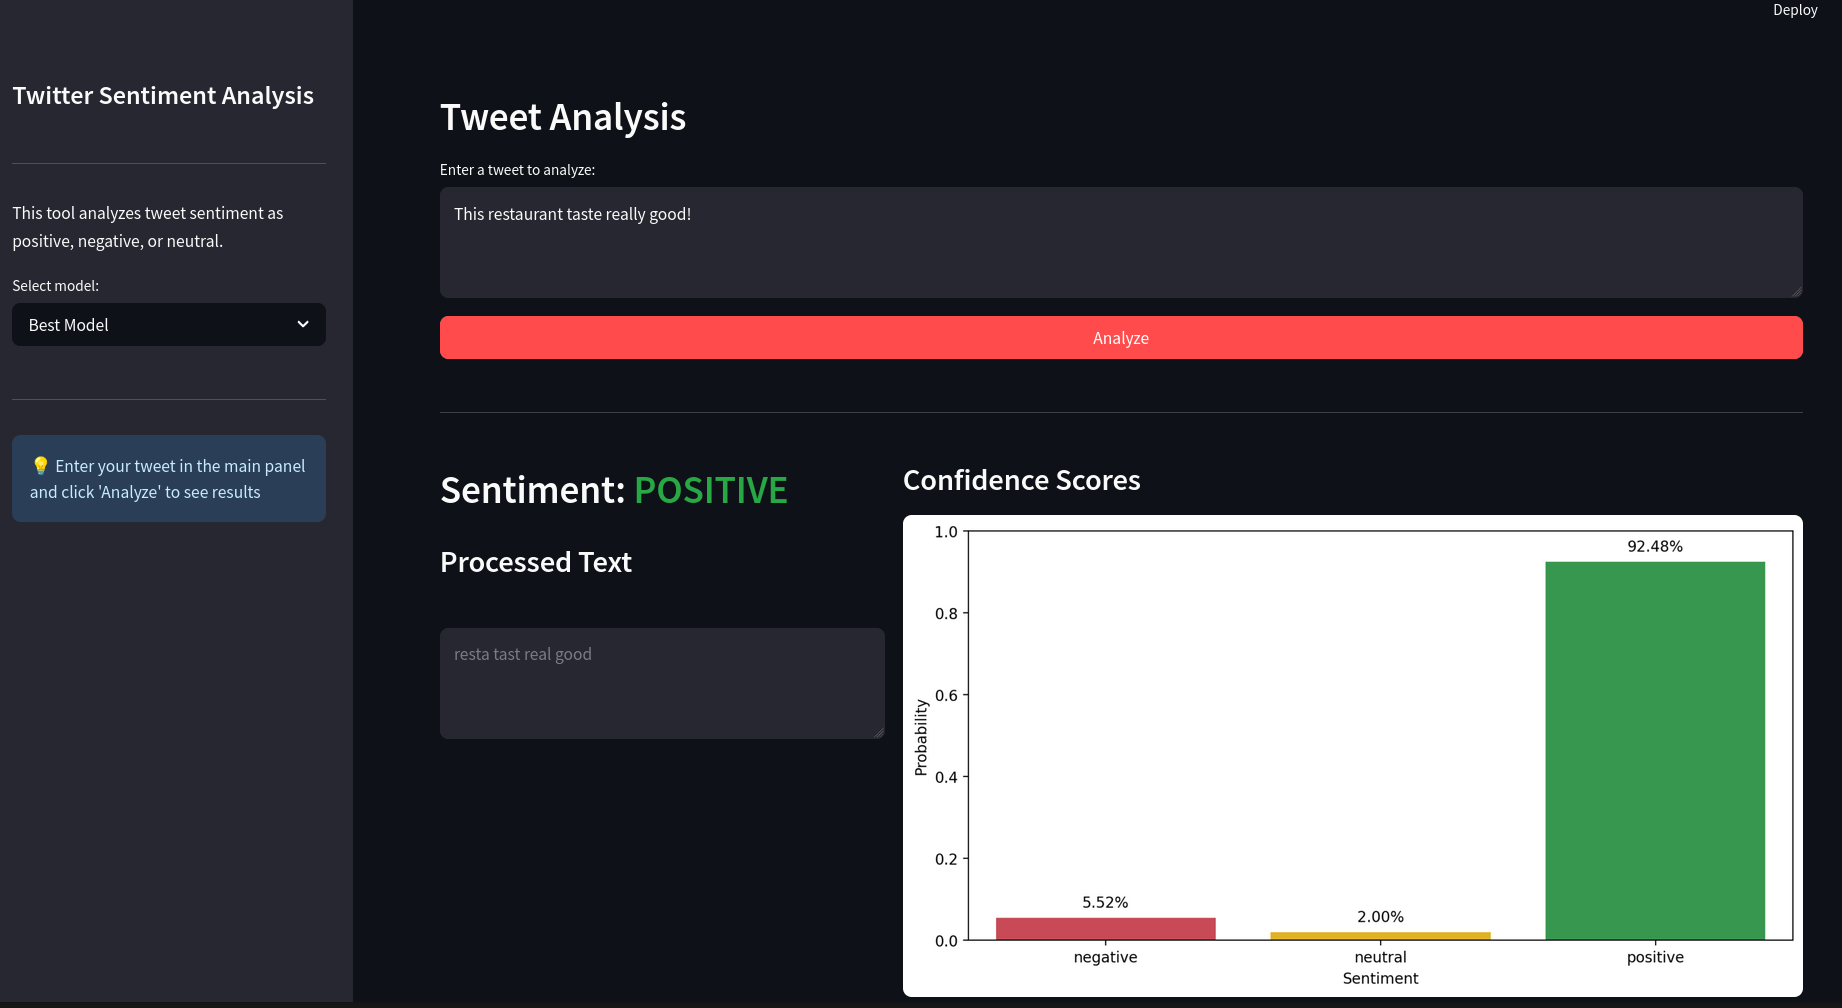 Deploy
Twitter Sentiment Analysis
This tool analyzes tweet sentiment as
positive, negative, or neutral.
Select model:
Best Model
💡 Enter your tweet in the main panel
and click 'Analyze' to see results
Tweet Analysis
Enter a tweet to analyze:
This restaurant taste really good!
Analyze
Sentiment: POSITIVE
Processed Text
resta tast real good
Confidence Scores
1.0
0.8
0.6
0.4
0.2
0.0
Probability
5.52%
2.00%
92.48%
negative
neutral
positive
Sentiment